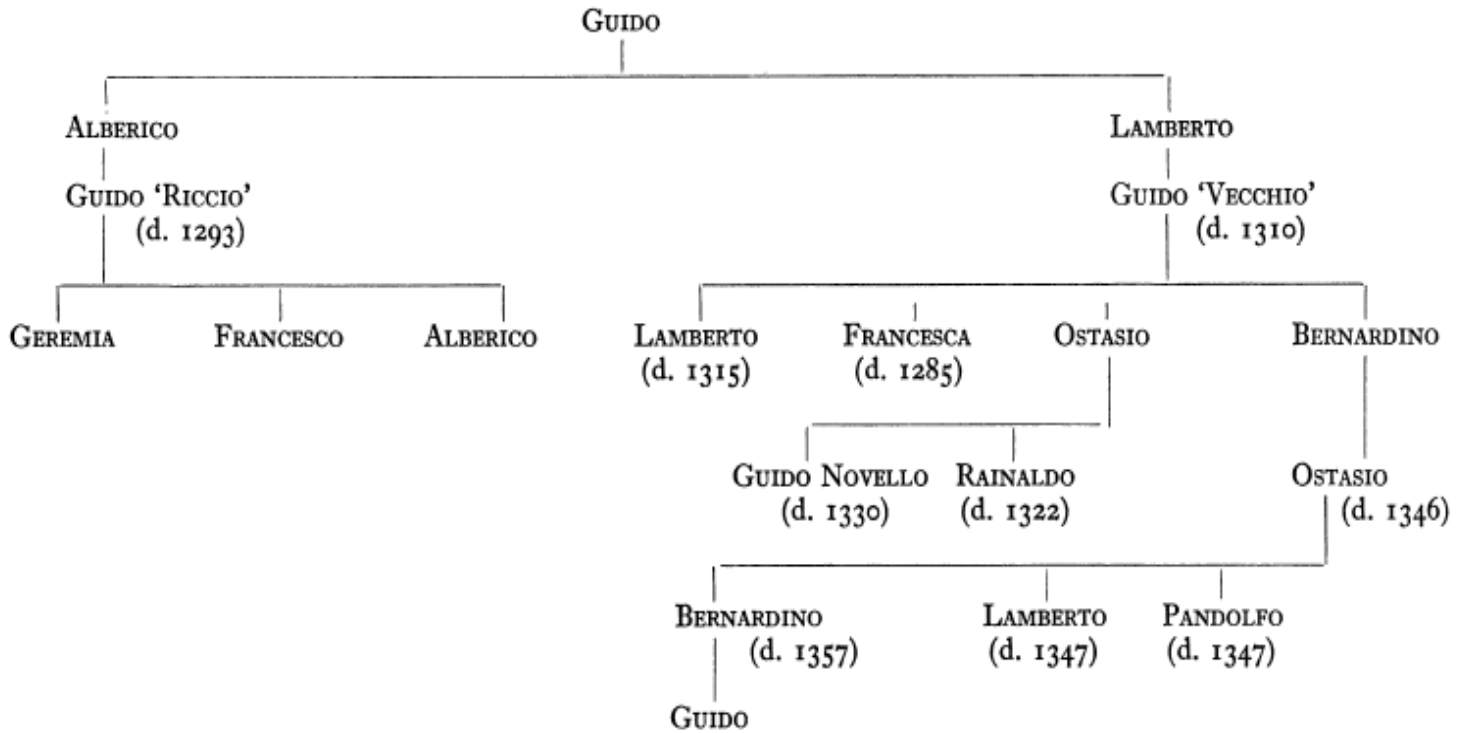 GUIDO
ALBERICO LAMBERTO
GUIDO ‘RICCIO’ GUIDO ‘VECCHIO’
(d. 1293) (d. 1310)
GEREMIA FRANCESCO ALBERICO LAMBERTO FRANCESCA OSTASIO BERNARDINO
(d. 1315) (d. 1285)
GUIDO NOVELLO RAINALDO OSTASIO
(d. 1330) (d. 1322) (d. 1346)
BERNARDINO LAMBERTO PANDOLFO
(d. 1357) (d. 1347) (d. 1347)
GUIDO